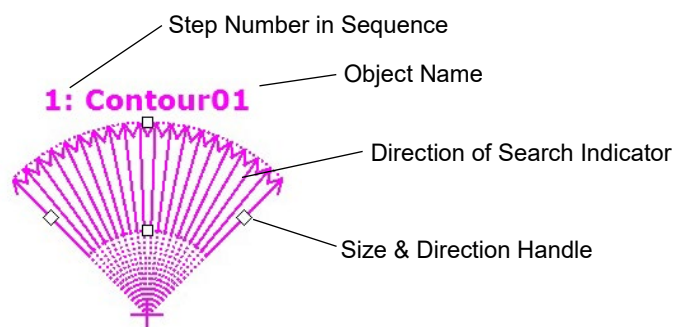 Step Number in Sequence
Object Name
1: Contour01
Direction of Search Indicator
Size & Direction Handle